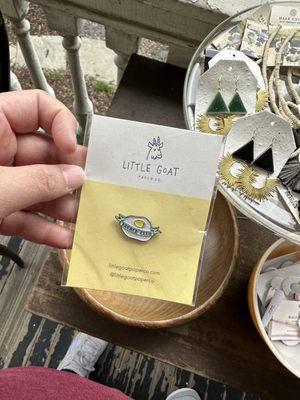 LITTLE GOAT
PAPER CO.
littlegoatpaperco.com
@littlegoatpaperco